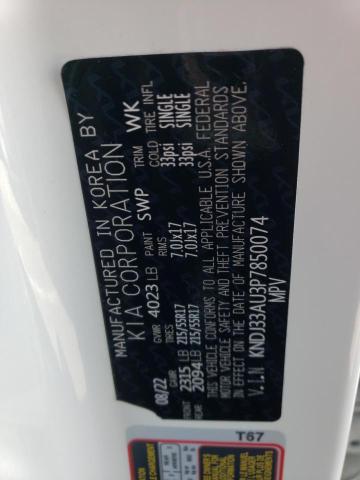 MANUFACTURED IN KOREA BY
KIA CORPORATION
08/22 GVWR 4023 LB PAINT SWP TRIM WK
GAWR RIMS COLD TIRE INFL
2315 LB 215/55R17 7.0Jx17 33psi SINGLE
2094 LB 215/55R17 7.0Jx17 33psi SINGLE
THIS VEHICLE CONFORMS TO ALL APPLICABLE U.S.A. FEDERAL
MOTOR VEHICLE SAFETY AND THEFT PREVENTION STANDARDS
IN EFFECT ON THE DATE OF MANUFACTURE SHOWN ABOVE.
V.I.N KNDJ33AU3P7850074
MPV
T67